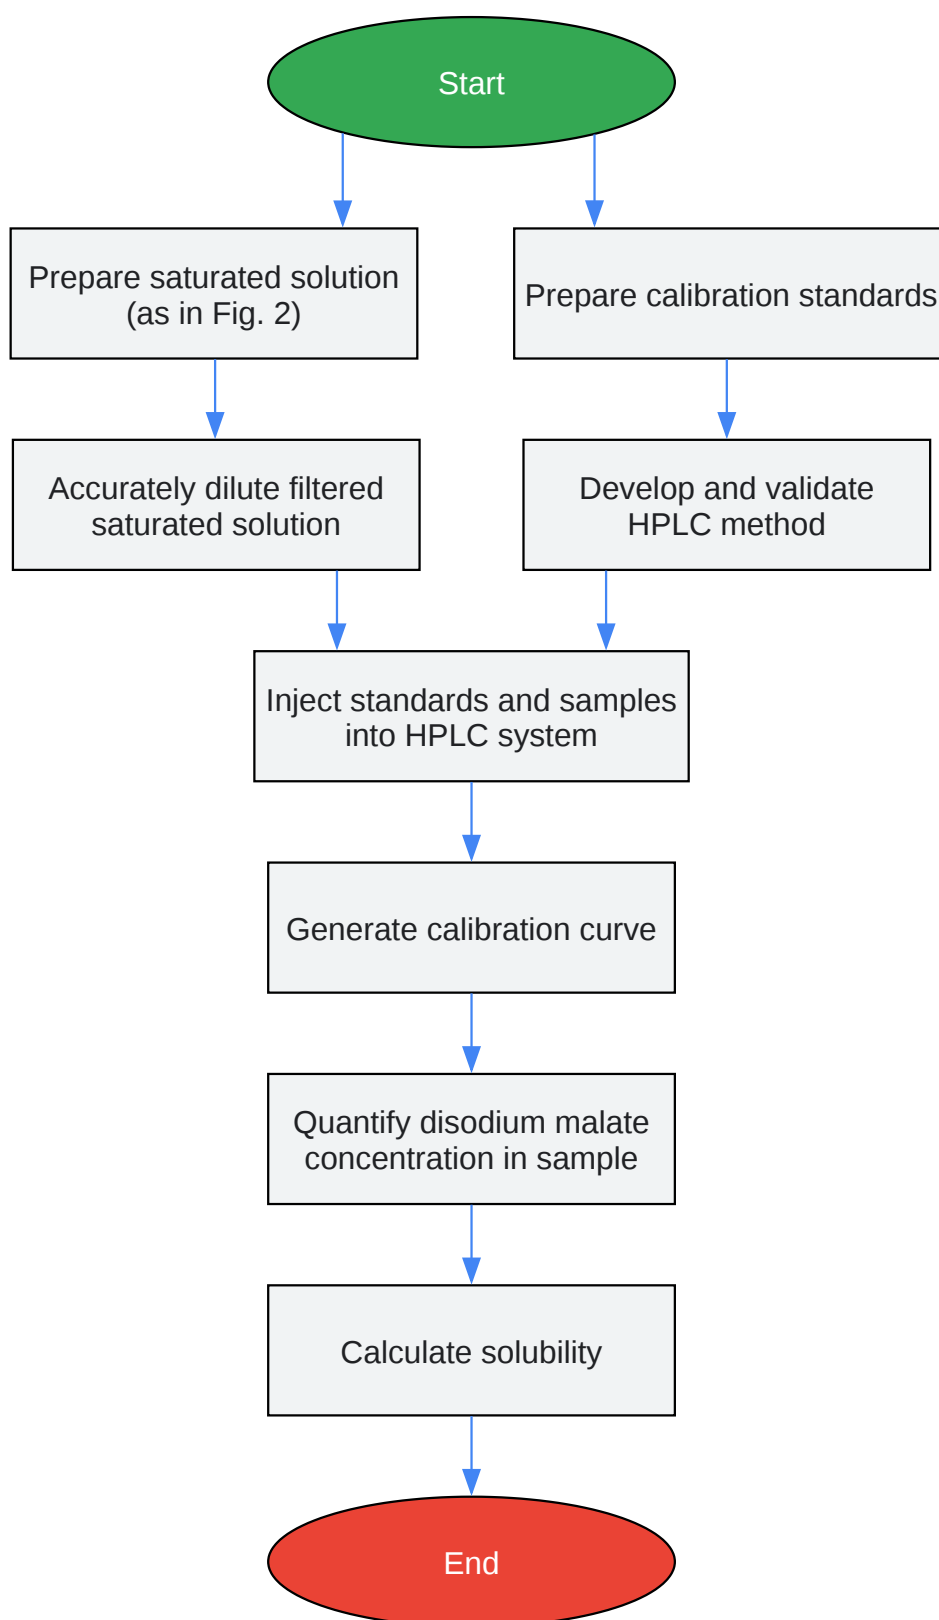 Start
Prepare saturated solution
(as in Fig. 2)
Prepare calibration standards
Accurately dilute filtered
saturated solution
Develop and validate
HPLC method
Inject standards and samples
into HPLC system
Generate calibration curve
Quantify disodium malate
concentration in sample
Calculate solubility
End